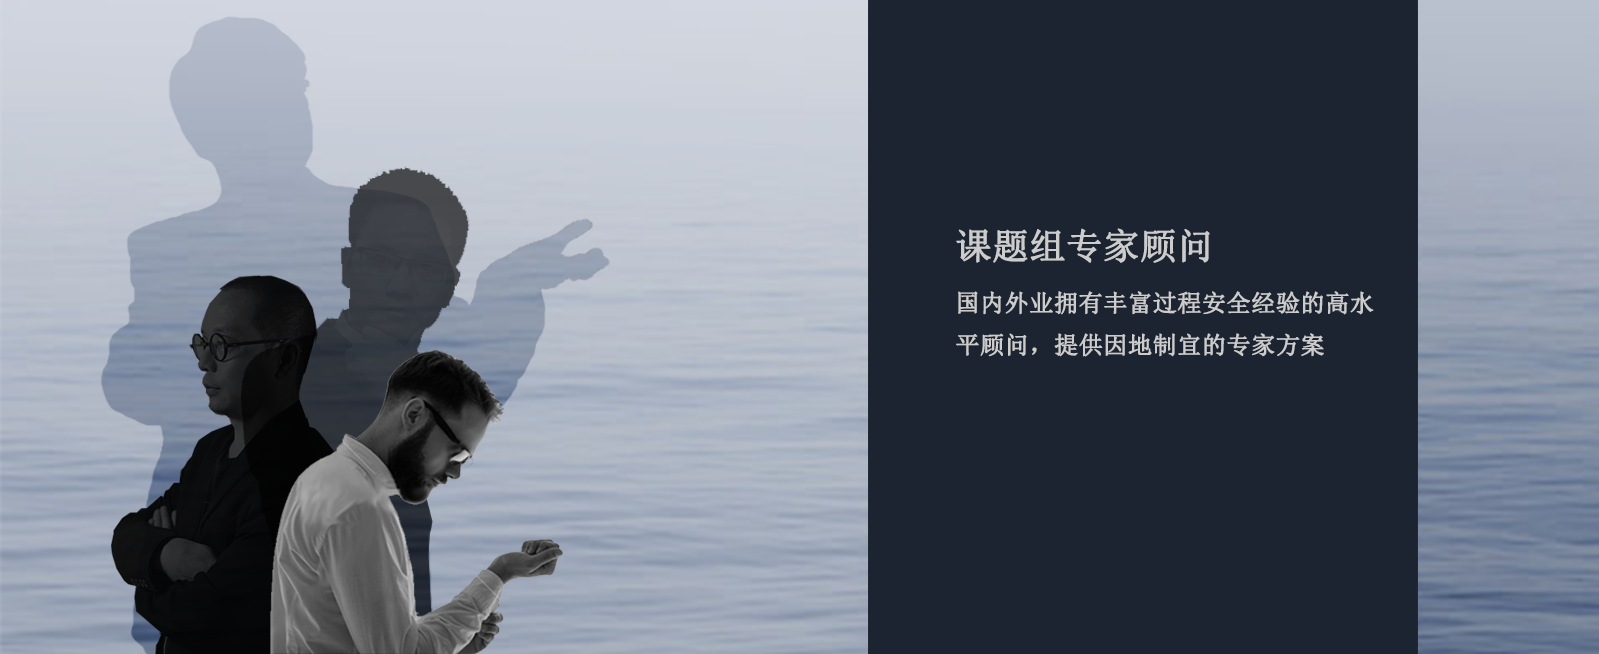 课题组专家顾问
国内外业拥有丰富过程安全经验的高水
平顾问，提供因地制宜的专家方案